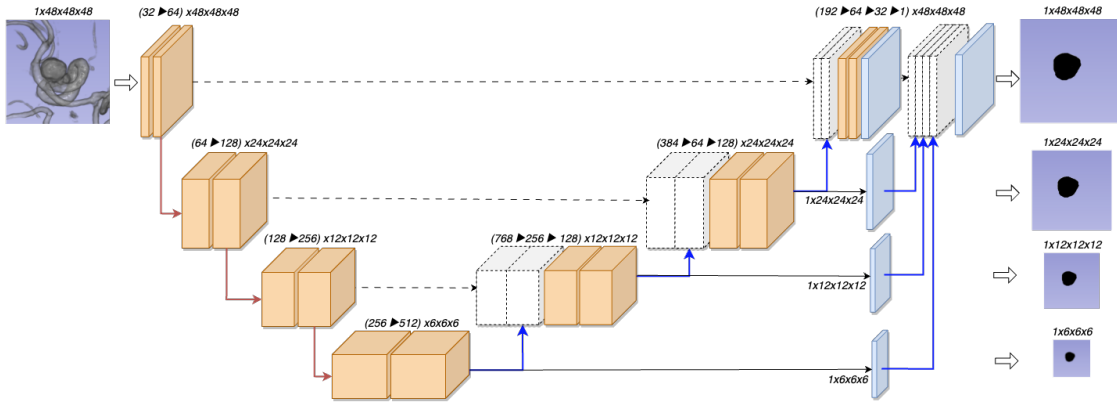 1x48x48x48
(32 ►64) x48x48x48
(192 ►64 ►32 ►1) x48x48x48
1x48x48x48
(64 ►128) x24x24x24
(384 ►64 ►128) x24x24x24
1x24x24x24
1x24x24x24
(128 ►256) x12x12x12
(768 ►256 ► 128) x12x12x12
1x12x12x12
1x12x12x12
(256 ►512) x6x6x6
1x6x6x6
1x6x6x6